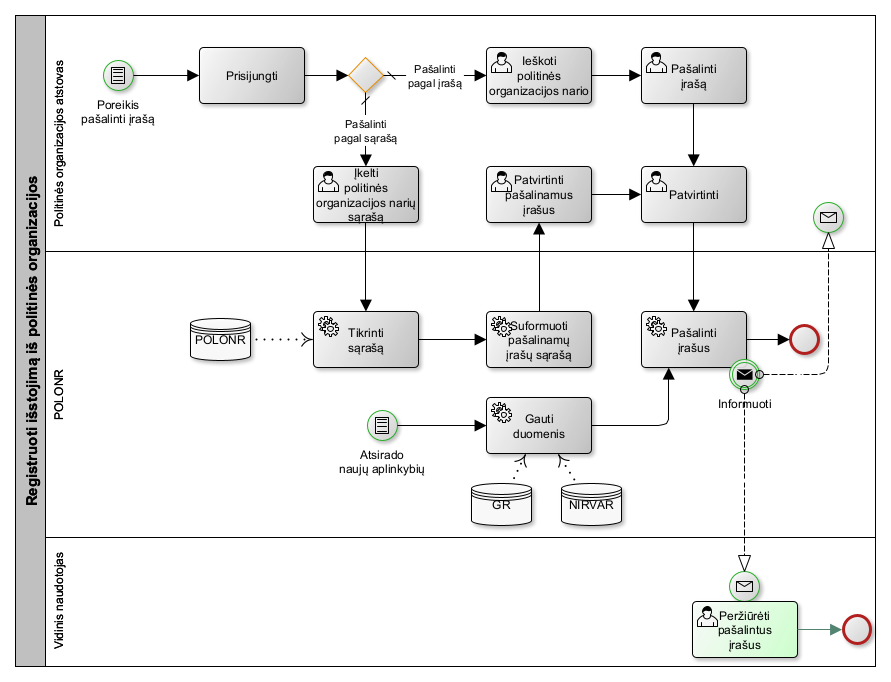 Registruoti išstojimą iš politinės organizacijos
Politinės organizacijos atstovas
Poreikis
pašalinti įrašą
Prisijungti
Pašalinti
pagal įrašą
Pašalinti
pagal sąrašą
Ieškoti
politinės
organizacijos nario
Pašalinti
įrašą
Įkelti
politinės
organizacijos narių
sąrašą
Patvirtinti
pašalinamus
įrašus
Patvirtinti
POLONR
POLONR
Tikrinti
sąrašą
Suformuoti
pašalinamų
įrašų sąrašą
Pašalinti
įrašus
Informuoti
Atsirado
naujų aplinkybių
Gauti
duomenis
GR
NIRVAR
Vidinis naudotojas
Peržiūrėti
pašalintus
įrašus